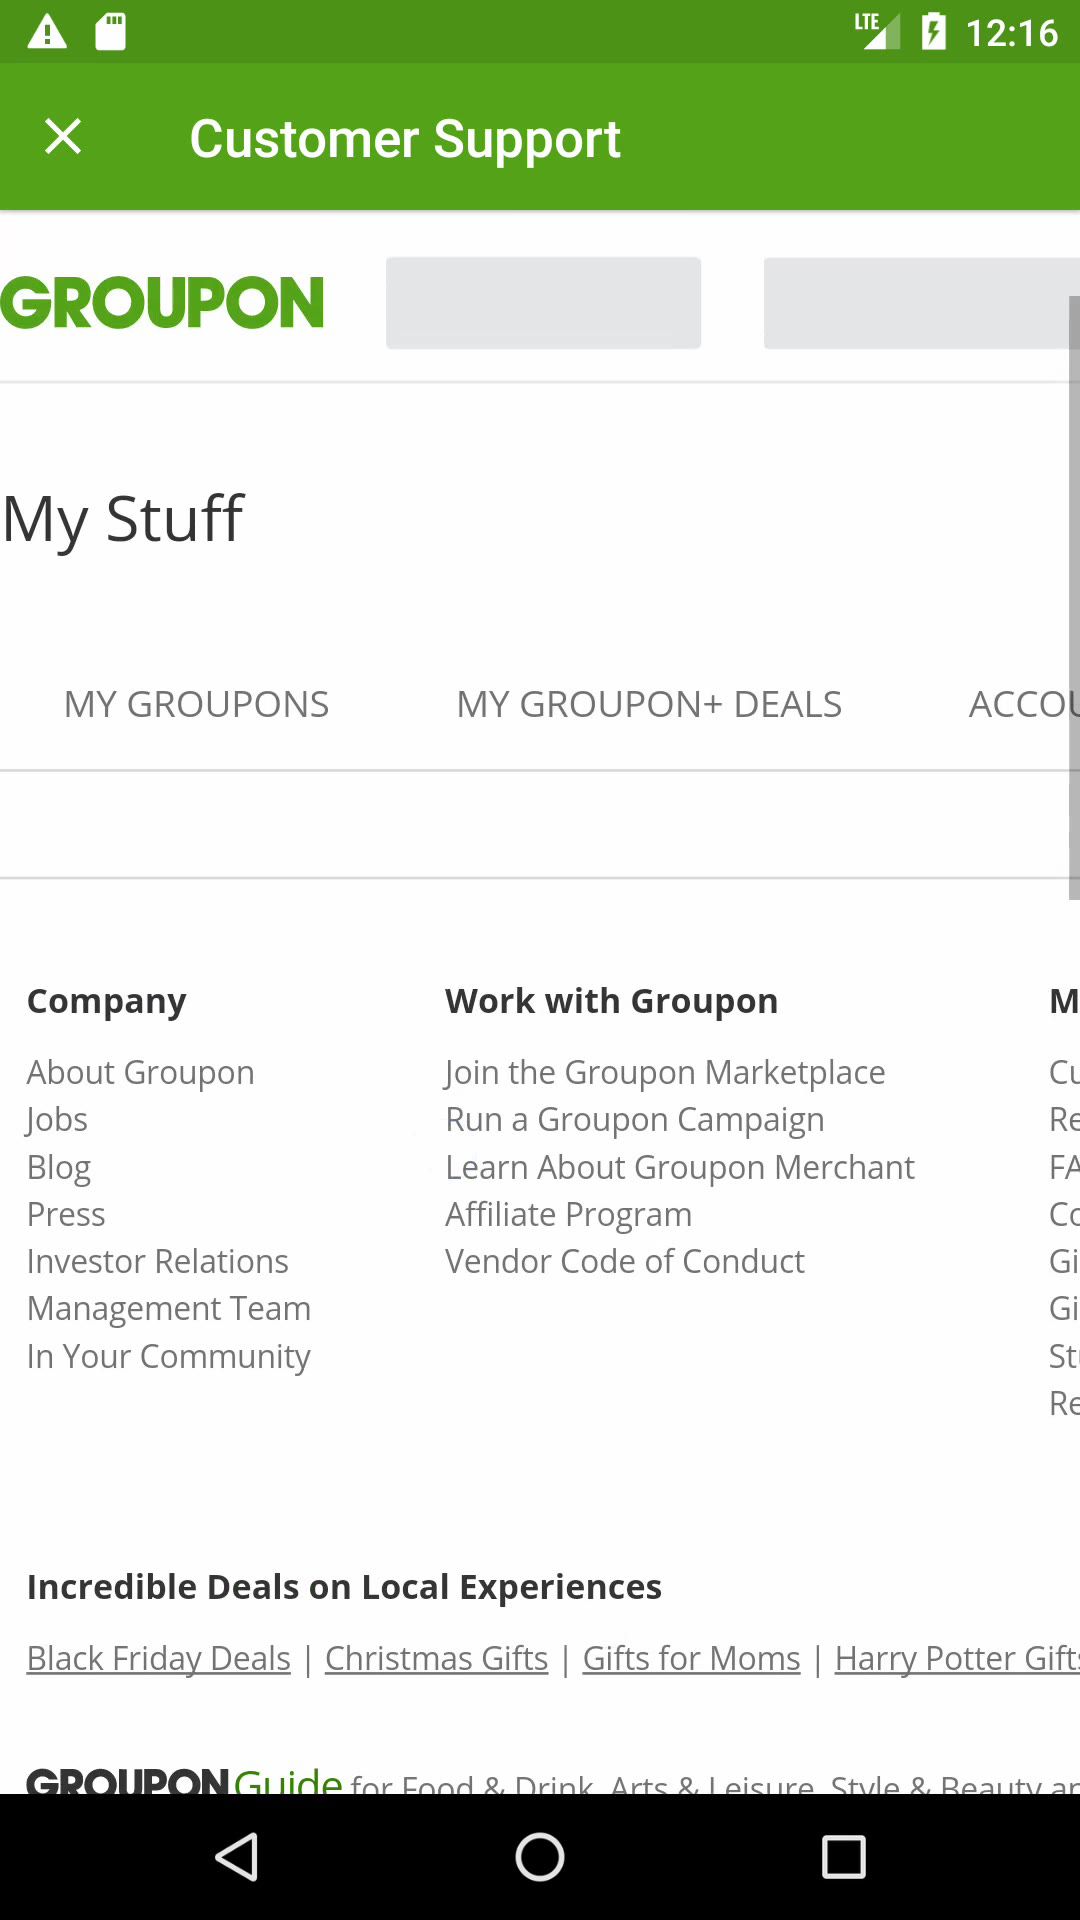 LTE 12:16
Customer Support
GROUPON
My Stuff
MY GROUPONS MY GROUPON+ DEALS ACCOU
Company
About Groupon
Jobs
Blog
Press
Investor Relations
Management Team
In Your Community
Work with Groupon
Join the Groupon Marketplace
Run a Groupon Campaign
Learn About Groupon Merchant
Affiliate Program
Vendor Code of Conduct
M
Cu
Re
FA
Co
Gi
Gi
Stu
Re
Incredible Deals on Local Experiences
Black Friday Deals | Christmas Gifts | Gifts for Moms | Harry Potter Gifts
GROUPON Guide for Food & Drink, Arts & Leisure, Style & Beauty an